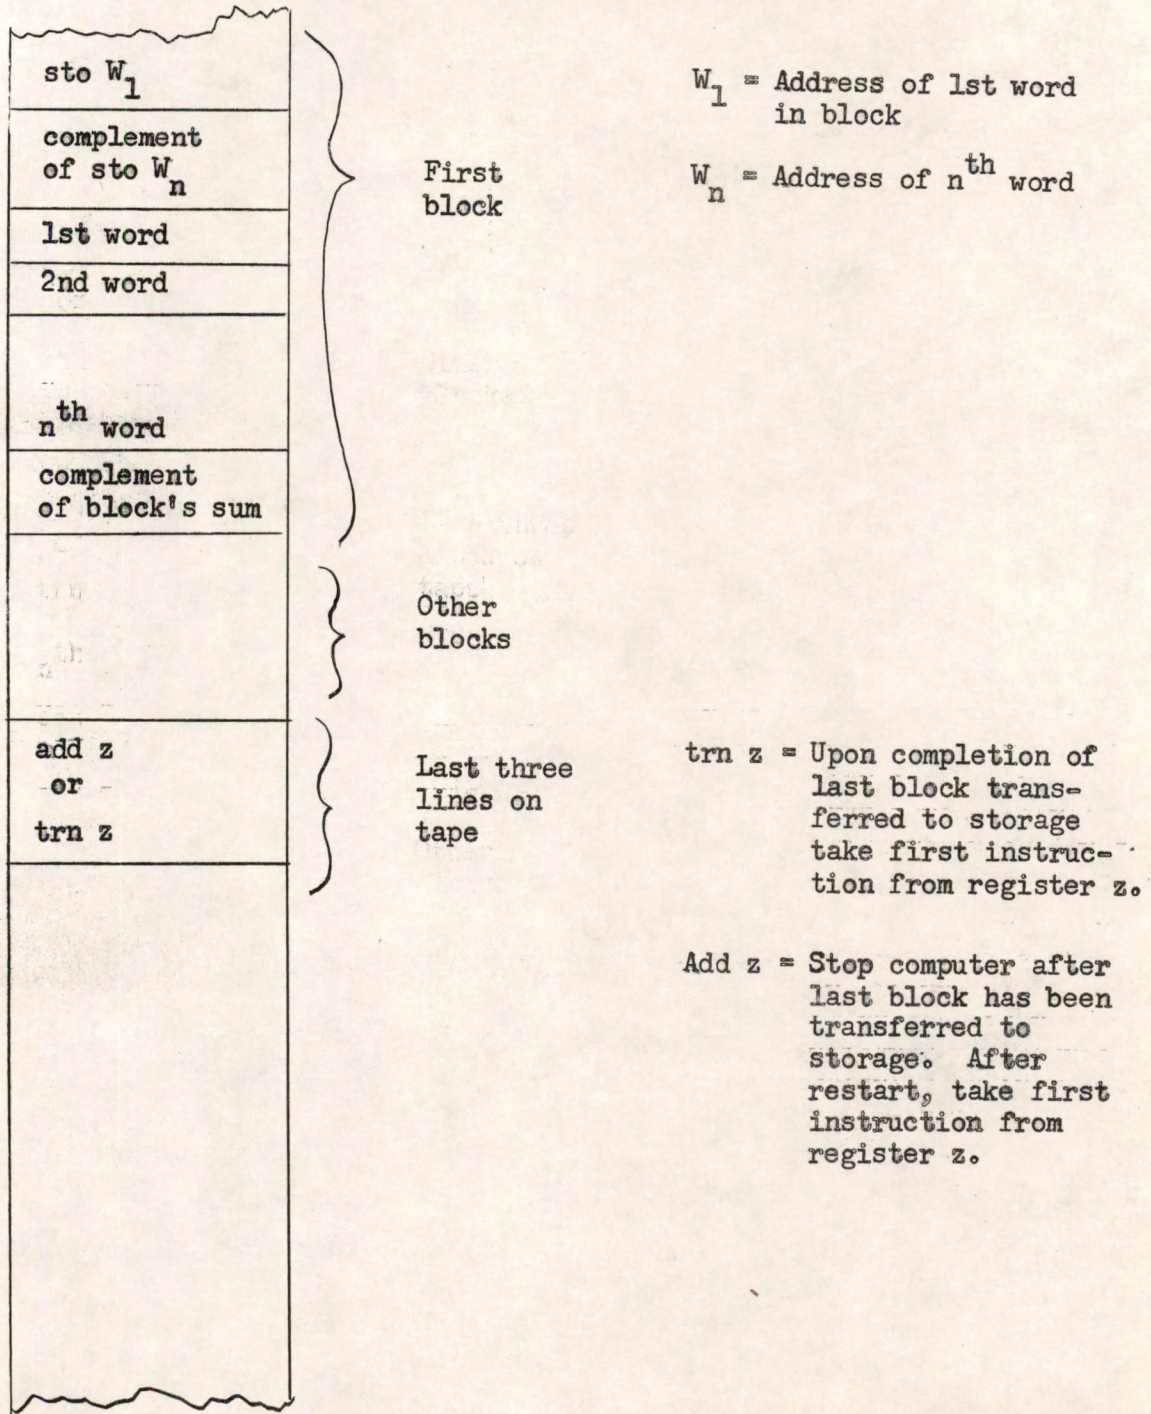 sto W₁
complement
of sto Wₙ
1st word
2nd word
nᵗʰ word
complement
of block's sum
First
block
W₁ = Address of 1st word
in block
Wₙ = Address of nᵗʰ word
Other
blocks
add z
or
trn z
Last three
lines on
tape
trn z = Upon completion of
last block trans-
ferred to storage
take first instruc-
tion from register z.
Add z = Stop computer after
last block has been
transferred to
storage. After
restart, take first
instruction from
register z.